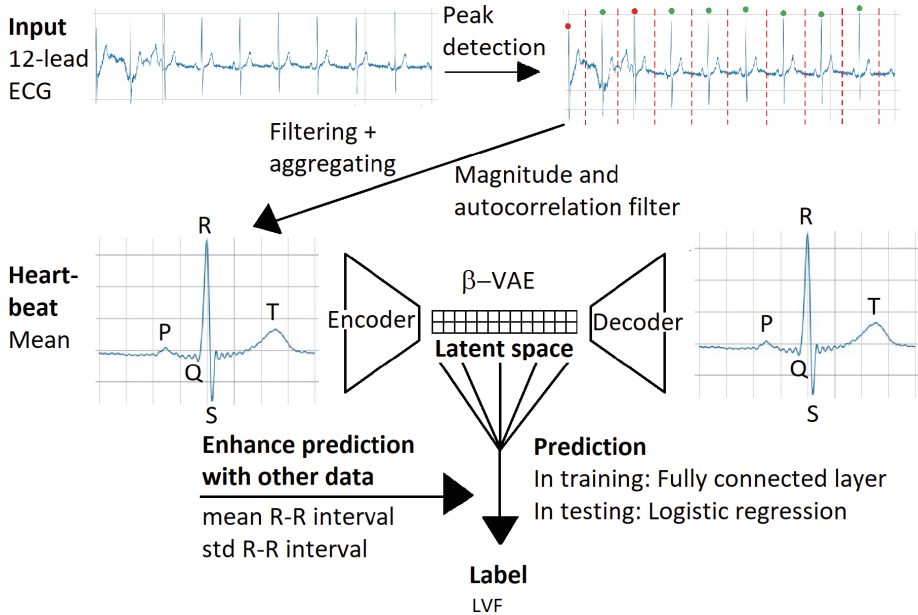 Input
12-lead
ECG
Peak
detection
Filtering +
aggregating
Magnitude and
autocorrelation filter
Heart-
beat
Mean
R
P
Q
S
T
Encoder
β–VAE
Latent space
Decoder
R
P
Q
S
T
Enhance prediction
with other data
mean R-R interval
std R-R interval
Prediction
In training: Fully connected layer
In testing: Logistic regression
Label
LVF